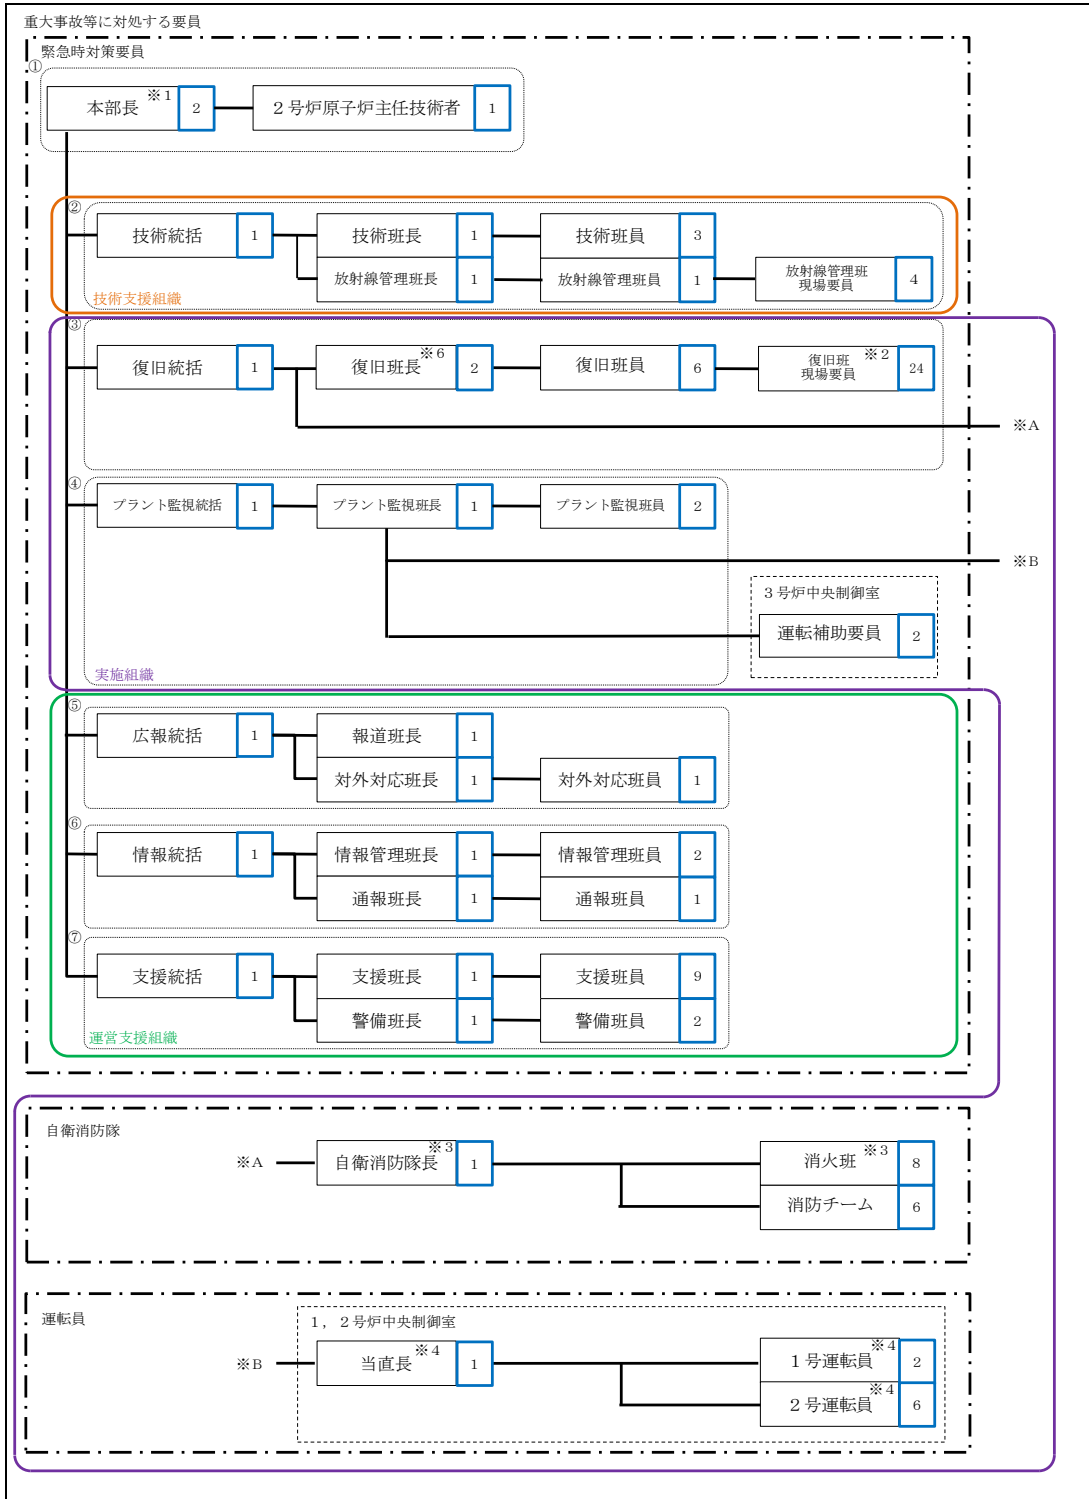 重大事故等に対処する要員
緊急時対策要員
①
本部長 ※1 2 2号炉原子炉主任技術者 1
②
技術統括 1 技術班長 1 技術班員 3
放射線管理班長 1 放射線管理班員 1 放射線管理班
現場要員 4
技術支援組織
③
復旧統括 1 復旧班長 ※6 2 復旧班員 6 復旧班
現場要員 ※2 24
※A
④
プラント監視統括 1 プラント監視班長 1 プラント監視班員 2
※B
3号炉中央制御室
運転補助要員 2
実施組織
⑤
広報統括 1 報道班長 1
対外対応班長 1 対外対応班員 1
⑥
情報統括 1 情報管理班長 1 情報管理班員 2
通報班長 1 通報班員 1
⑦
支援統括 1 支援班長 1 支援班員 9
警備班長 1 警備班員 2
運営支援組織
自衛消防隊
※A 自衛消防隊長 ※3 1 消火班 ※3 8
消防チーム 6
運転員
1，2号炉中央制御室
※B 当直長 ※4 1 1号運転員 ※4 2
2号運転員 ※4 6